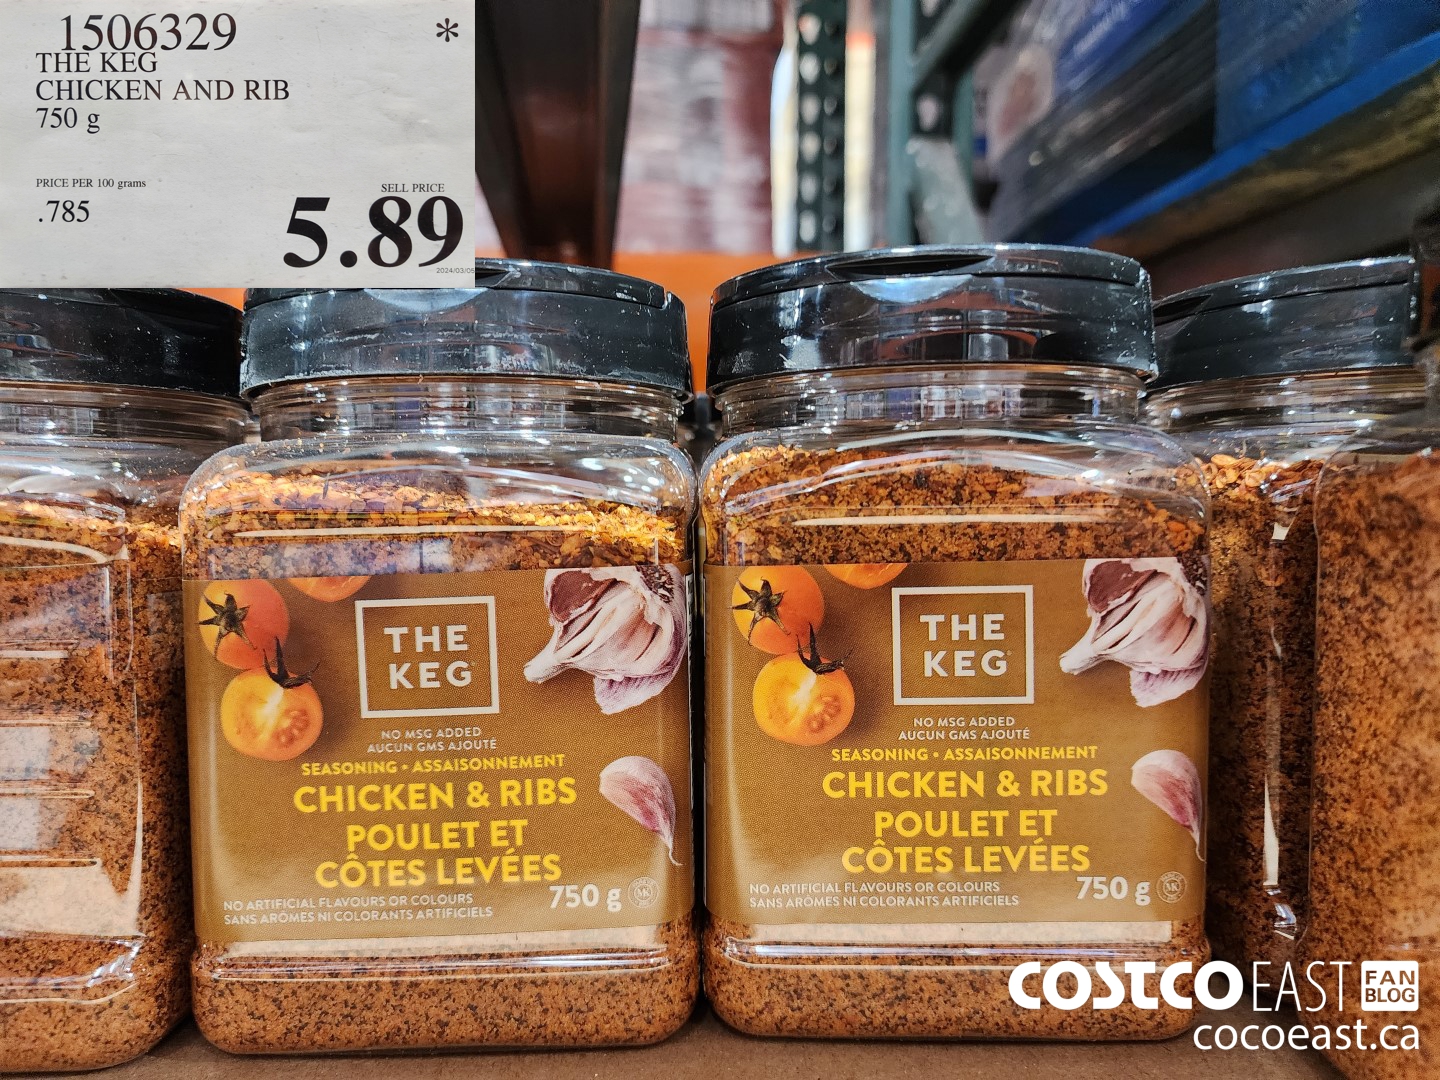 1506329 *
THE KEG
CHICKEN AND RIB
750 g
PRICE PER 100 grams
.785
SELL PRICE
5.89
2024/03/05
THE
KEG
NO MSG ADDED
AUCUN GMS AJOUTÉ
SEASONING • ASSAISONNEMENT
CHICKEN & RIBS
POULET ET
CÔTES LEVÉES
750 g
MK
NO ARTIFICIAL FLAVOURS OR COLOURS
SANS ARÔMES NI COLORANTS ARTIFICIELS
THE
KEG
NO MSG ADDED
AUCUN GMS AJOUTÉ
SEASONING • ASSAISONNEMENT
CHICKEN & RIBS
POULET ET
CÔTES LEVÉES
750 g
MK
NO ARTIFICIAL FLAVOURS OR COLOURS
SANS ARÔMES NI COLORANTS ARTIFICIELS
COSTCO EAST FAN BLOG
cocoeast.ca